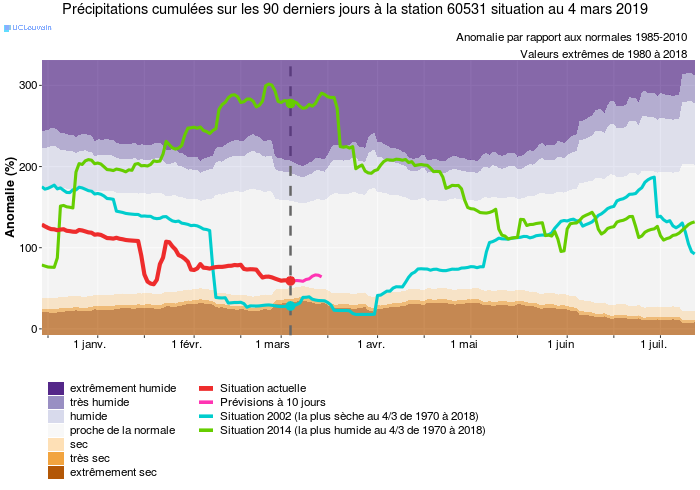 Précipitations cumulées sur les 90 derniers jours à la station 60531 situation au 4 mars 2019
UCLouvain
Anomalie par rapport aux normales 1985-2010
Valeurs extrêmes de 1980 à 2018
Anomalie (%)
300
200
100
0
1 janv. 1 févr. 1 mars 1 avr. 1 mai 1 juin 1 juil.
extrêmement humide
très humide
humide
proche de la normale
sec
très sec
extrêmement sec
Situation actuelle
Prévisions à 10 jours
Situation 2002 (la plus sèche au 4/3 de 1970 à 2018)
Situation 2014 (la plus humide au 4/3 de 1970 à 2018)